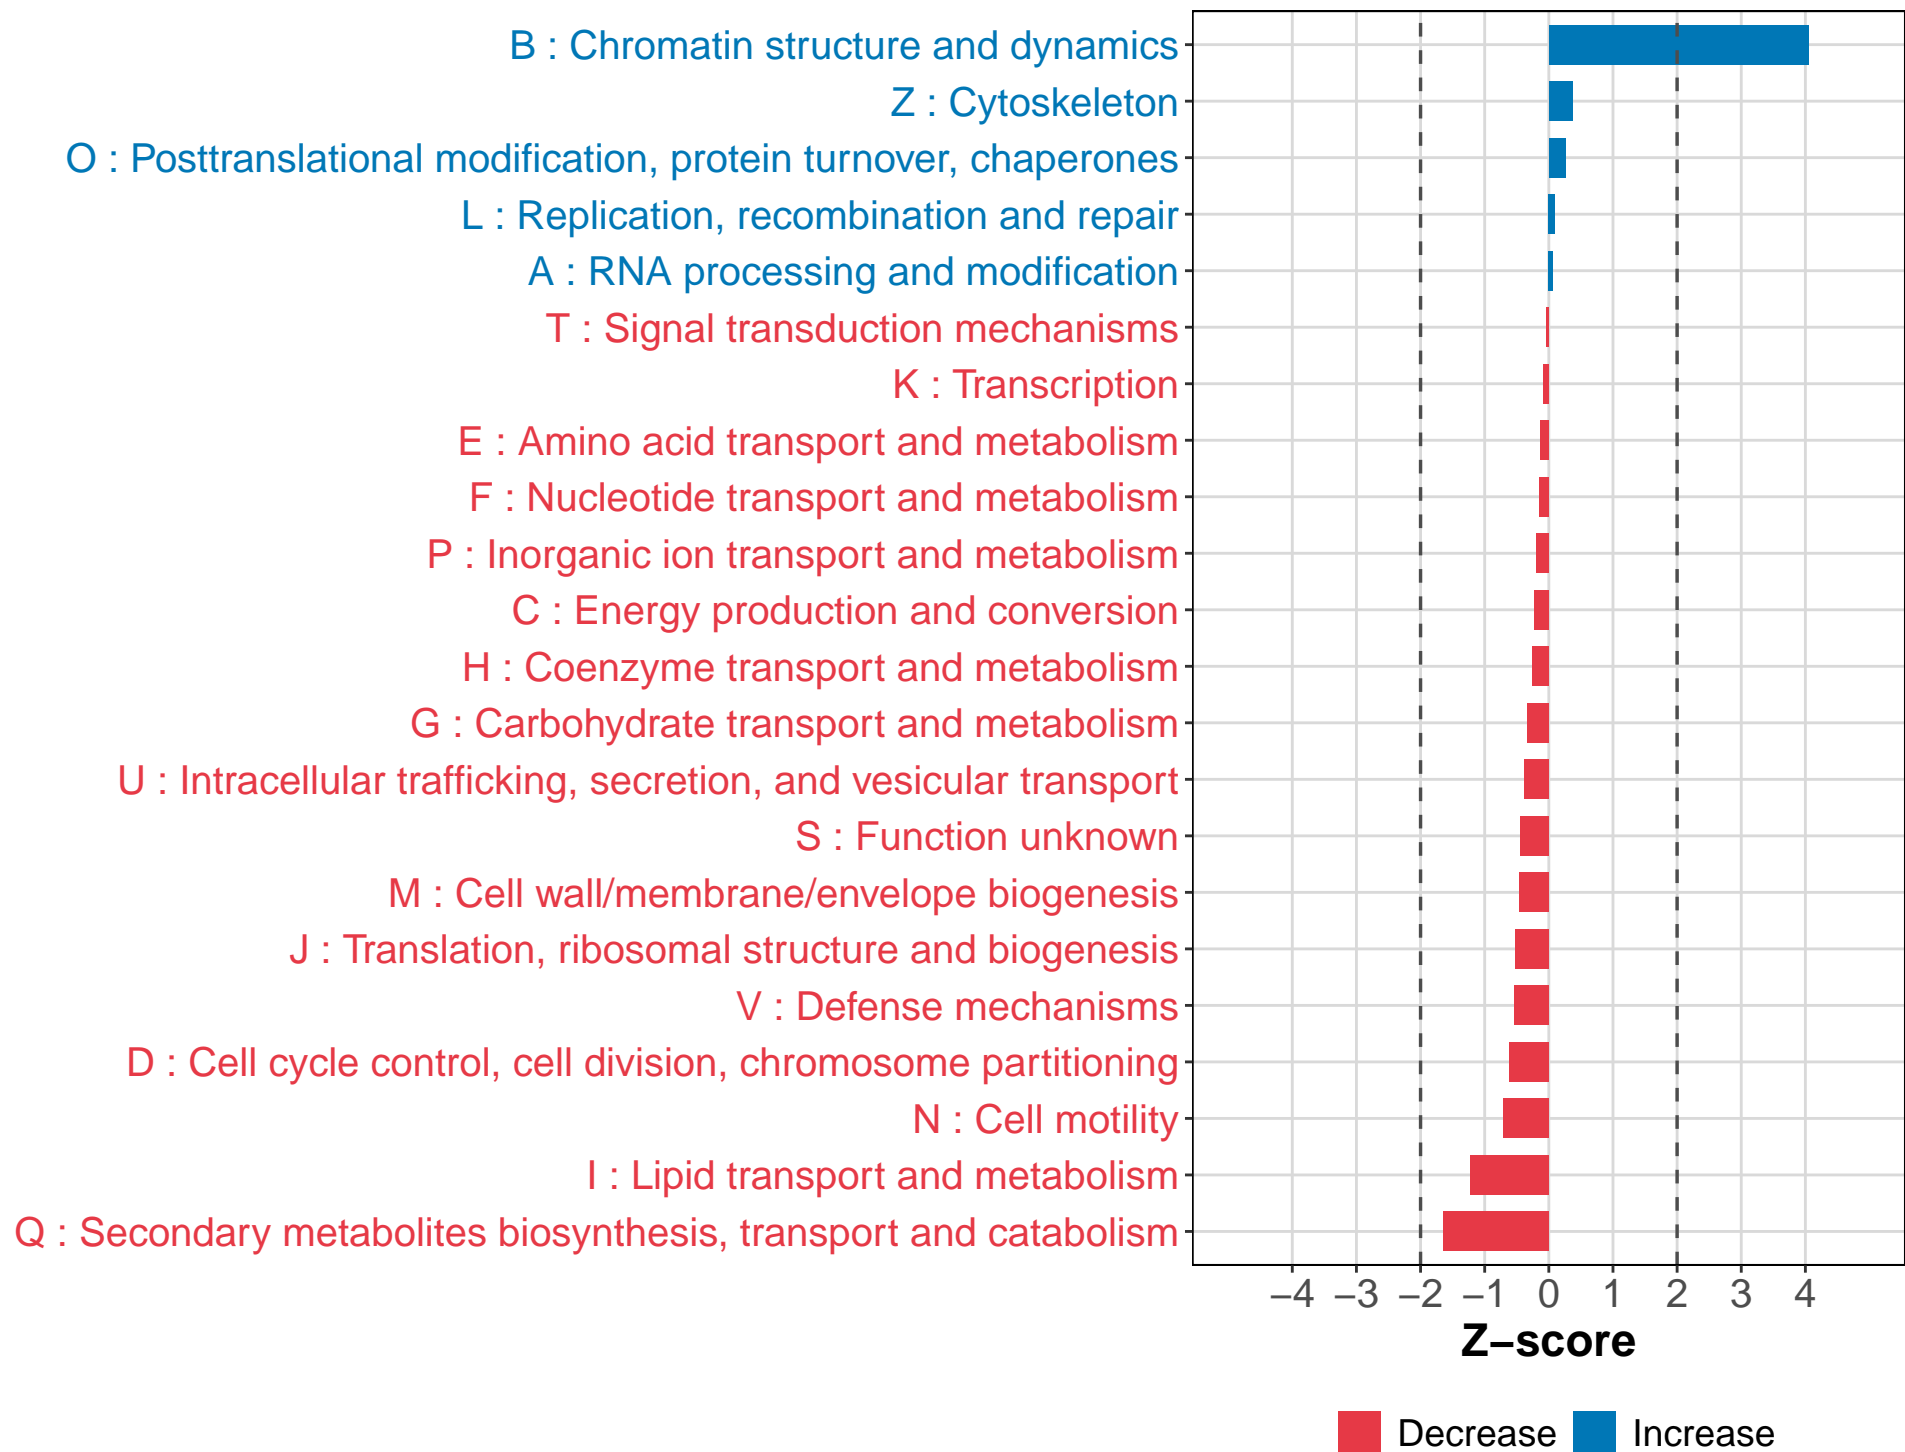 B : Chromatin structure and dynamics
Z : Cytoskeleton
O : Posttranslational modification, protein turnover, chaperones
L : Replication, recombination and repair
A : RNA processing and modification
T : Signal transduction mechanisms
K : Transcription
E : Amino acid transport and metabolism
F : Nucleotide transport and metabolism
P : Inorganic ion transport and metabolism
C : Energy production and conversion
H : Coenzyme transport and metabolism
G : Carbohydrate transport and metabolism
U : Intracellular trafficking, secretion, and vesicular transport
S : Function unknown
M : Cell wall/membrane/envelope biogenesis
J : Translation, ribosomal structure and biogenesis
V : Defense mechanisms
D : Cell cycle control, cell division, chromosome partitioning
N : Cell motility
I : Lipid transport and metabolism
Q : Secondary metabolites biosynthesis, transport and catabolism
−4 −3 −2 −1 0 1 2 3 4
Z−score
Decrease Increase